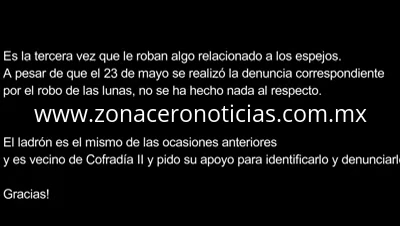 Es la tercera vez que le roban algo relacionado a los espejos.
A pesar de que el 23 de mayo se realizó la denuncia correspondiente
por el robo de las lunas, no se ha hecho nada al respecto.
www.zonaceronoticias.com.mx
El ladrón es el mismo de las ocasiones anteriores
y es vecino de Cofradía II y pido su apoyo para identificarlo y denunciarl
Gracias!